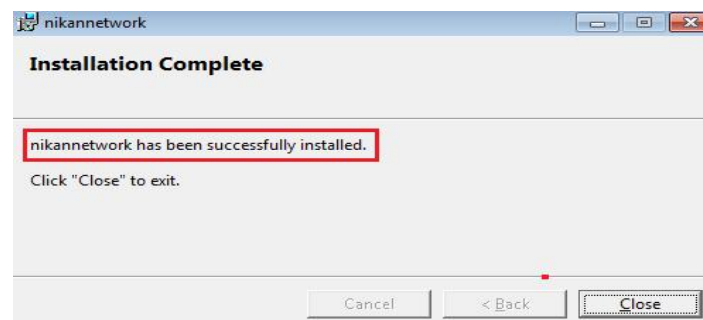 nikannetwork
Installation Complete
nikannetwork has been successfully installed.
Click "Close" to exit.
Cancel
< Back
Close